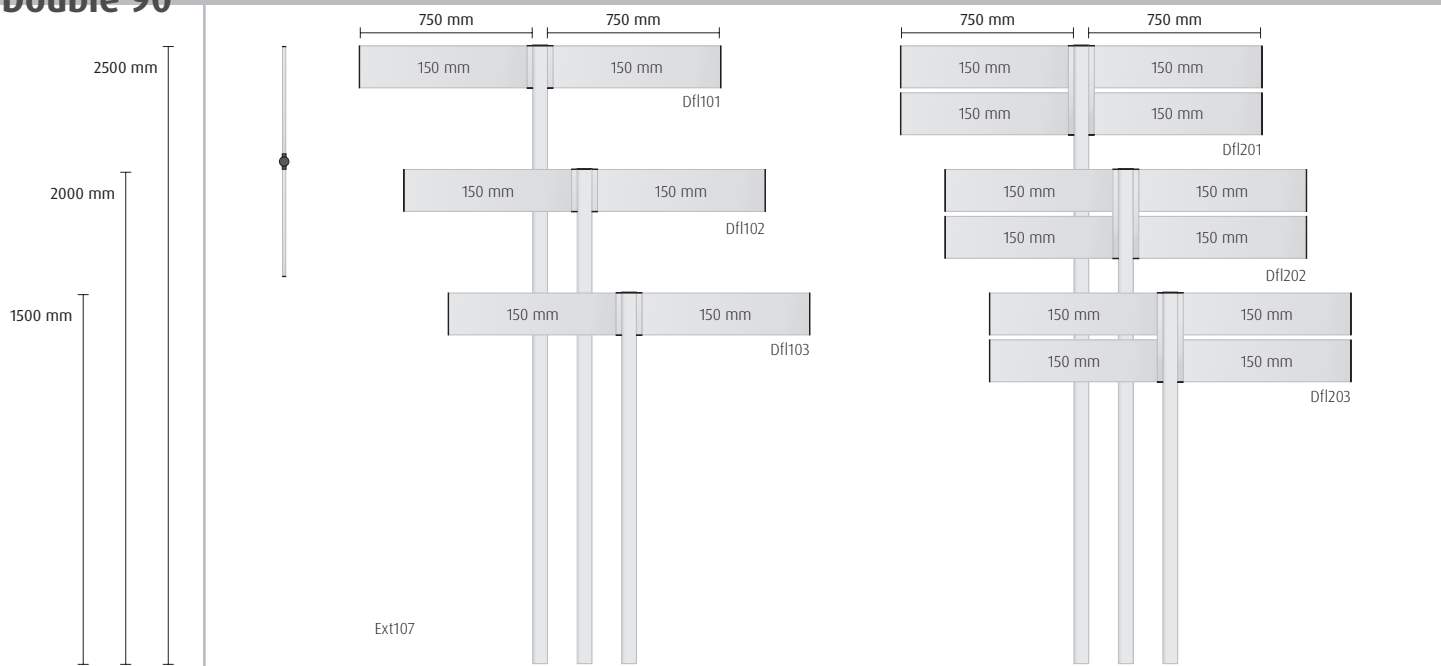 Double 90
2500 mm
2000 mm
1500 mm
750 mm 750 mm
150 mm 150 mm
Dfl101
150 mm 150 mm
Dfl102
150 mm 150 mm
Dfl103
Ext107
750 mm 750 mm
150 mm 150 mm
150 mm 150 mm
Dfl201
150 mm 150 mm
150 mm 150 mm
Dfl202
150 mm 150 mm
150 mm 150 mm
Dfl203